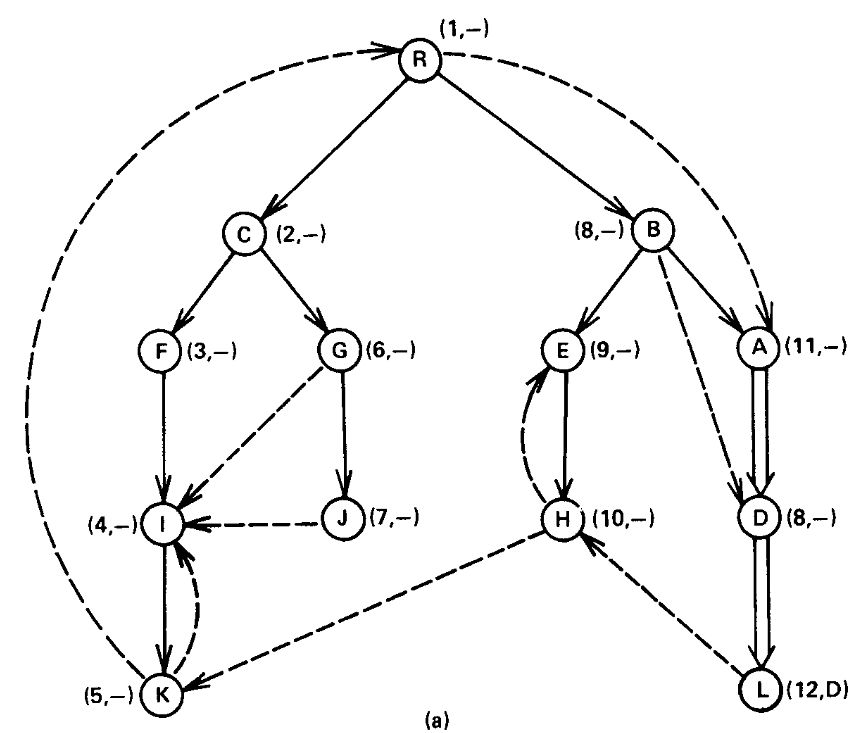 (1,–)
R
C (2,–)
(8,–) B
F (3,–)
G (6,–)
E (9,–)
A (11,–)
(4,–) I
J (7,–)
H (10,–)
D (8,–)
(5,–) K
L (12,D)
(a)